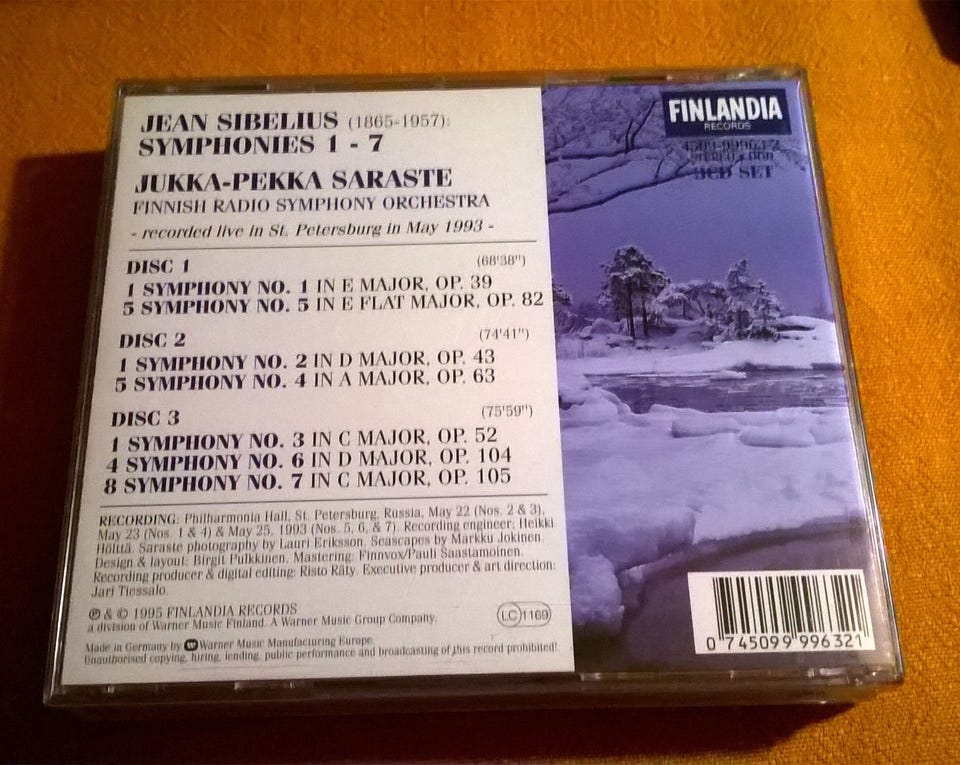 JEAN SIBELIUS (1865-1957):
SYMPHONIES 1 - 7
JUKKA-PEKKA SARASTE
FINNISH RADIO SYMPHONY ORCHESTRA
- recorded live in St. Petersburg in May 1993 -
DISC 1 (68'38")
1 SYMPHONY NO. 1 IN E MAJOR, OP. 39
5 SYMPHONY NO. 5 IN E FLAT MAJOR, OP. 82
DISC 2 (74'41")
1 SYMPHONY NO. 2 IN D MAJOR, OP. 43
5 SYMPHONY NO. 4 IN A MAJOR, OP. 63
DISC 3 (75'59")
1 SYMPHONY NO. 3 IN C MAJOR, OP. 52
4 SYMPHONY NO. 6 IN D MAJOR, OP. 104
8 SYMPHONY NO. 7 IN C MAJOR, OP. 105
RECORDING: Philharmonia Hall, St. Petersburg, Russia, May 22 (Nos. 2 & 3),
May 23 (Nos. 1 & 4) & May 25, 1993 (Nos. 5, 6, & 7). Recording engineer: Heikki
Hölttä. Saraste photography by Lauri Eriksson. Seascapes by Markku Jokinen.
Design & layout: Birgit Pulkkinen. Mastering: Finnvox/Pauli Saastamoinen.
Recording producer & digital editing: Risto Räty. Executive producer & art direction:
Jari Tiessalo.
℗ & © 1995 FINLANDIA RECORDS
a division of Warner Music Finland. A Warner Music Group Company.
LC 1169
Made in Germany by Warner Music Manufacturing Europe.
Unauthorised copying, hiring, lending, public performance and broadcasting of this record prohibited!
FINLANDIA
RECORDS
4509-99963-2
STEREO DDD
3CD SET
0 745099 996321